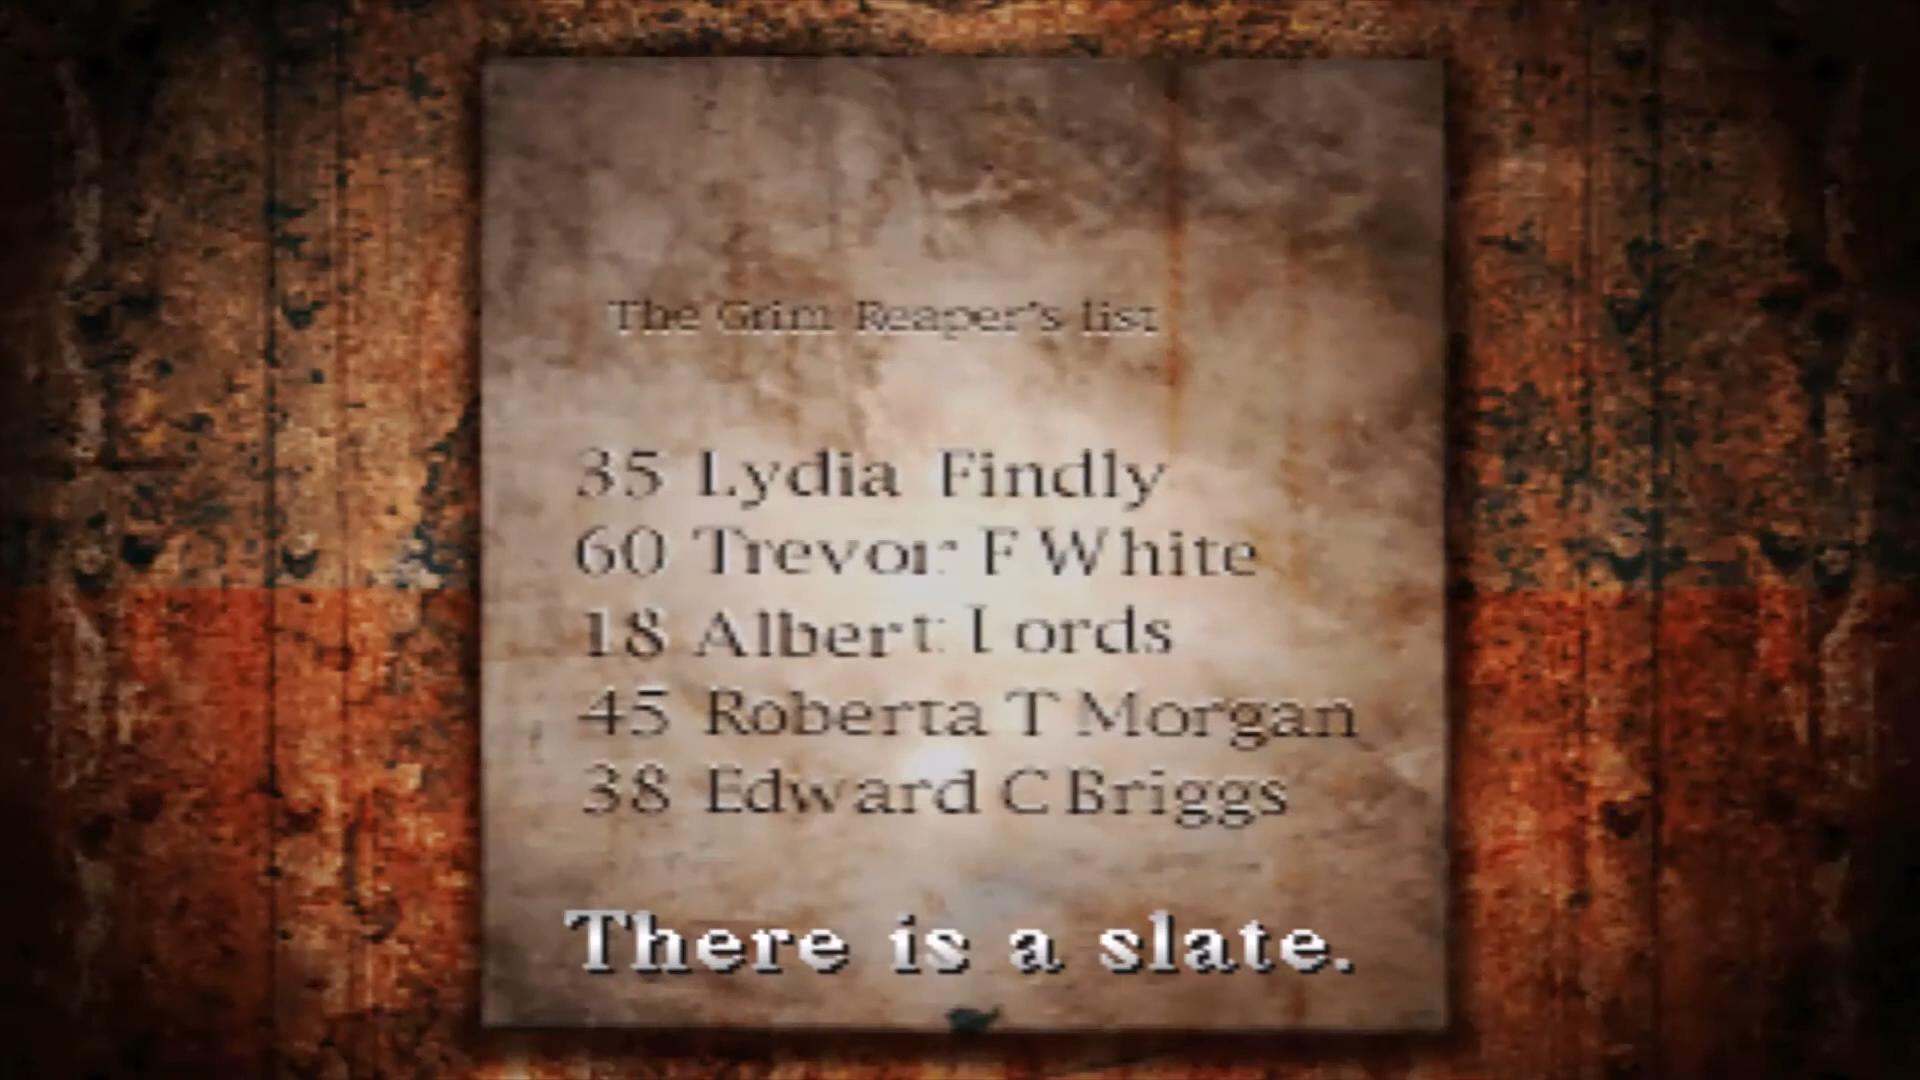 The Grim Reaper's list
35 Lydia Findly
60 Trevor F White
18 Albert Lords
45 Roberta T Morgan
38 Edward C Briggs
There is a slate.